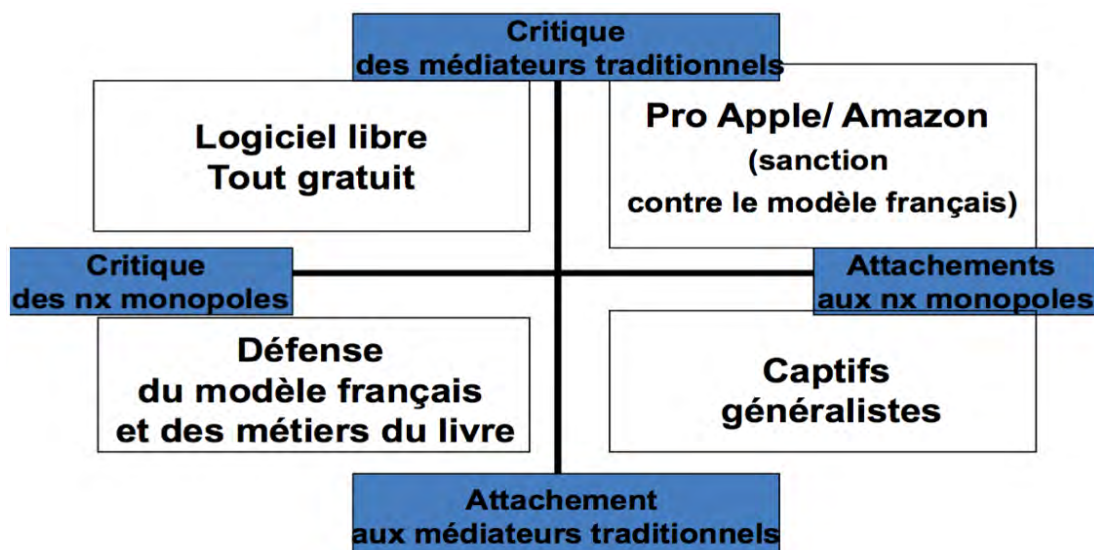 Critique
des médiateurs traditionnels
Logiciel libre
Tout gratuit
Pro Apple/ Amazon
(sanction
contre le modèle français)
Critique
des nx monopoles
Attachements
aux nx monopoles
Défense
du modèle français
et des métiers du livre
Captifs
généralistes
Attachement
aux médiateurs traditionnels